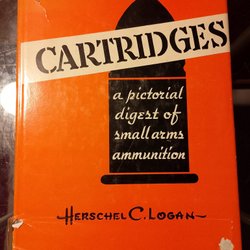 CARTRIDGES
a pictorial
digest of
small arms
ammunition
HERSCHEL C. LOGAN